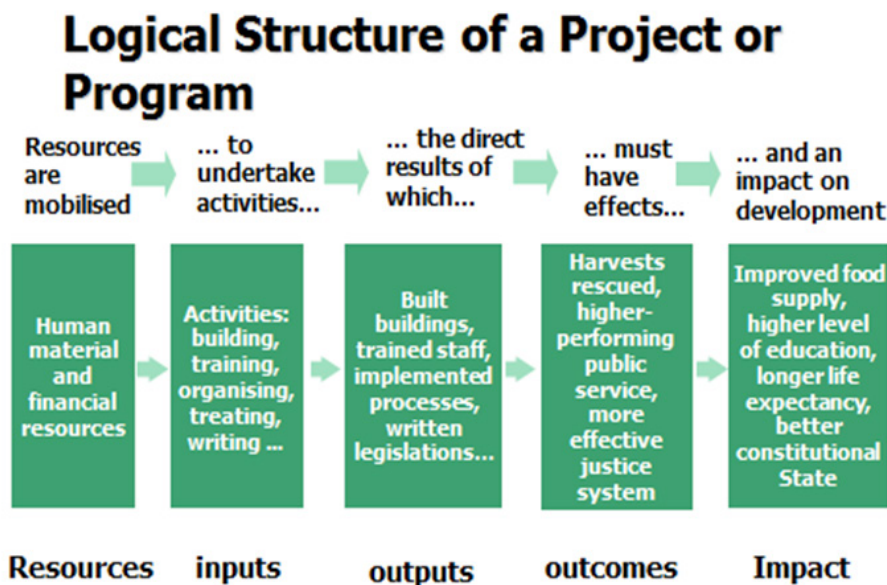 Logical Structure of a Project or
Program
Resources
are
mobilised
... to
undertake
activities...
... the direct
results of
which...
... must
have
effects...
... and an
impact on
development
Human
material
and
financial
resources
Activities:
building,
training,
organising,
treating,
writing ...
Built
buildings,
trained staff,
implemented
processes,
written
legislations...
Harvests
rescued,
higher-
performing
public
service,
more
effective
justice
system
Improved food
supply,
higher level
of education,
longer life
expectancy,
better
constitutional
State
Resources
inputs
outputs
outcomes
Impact